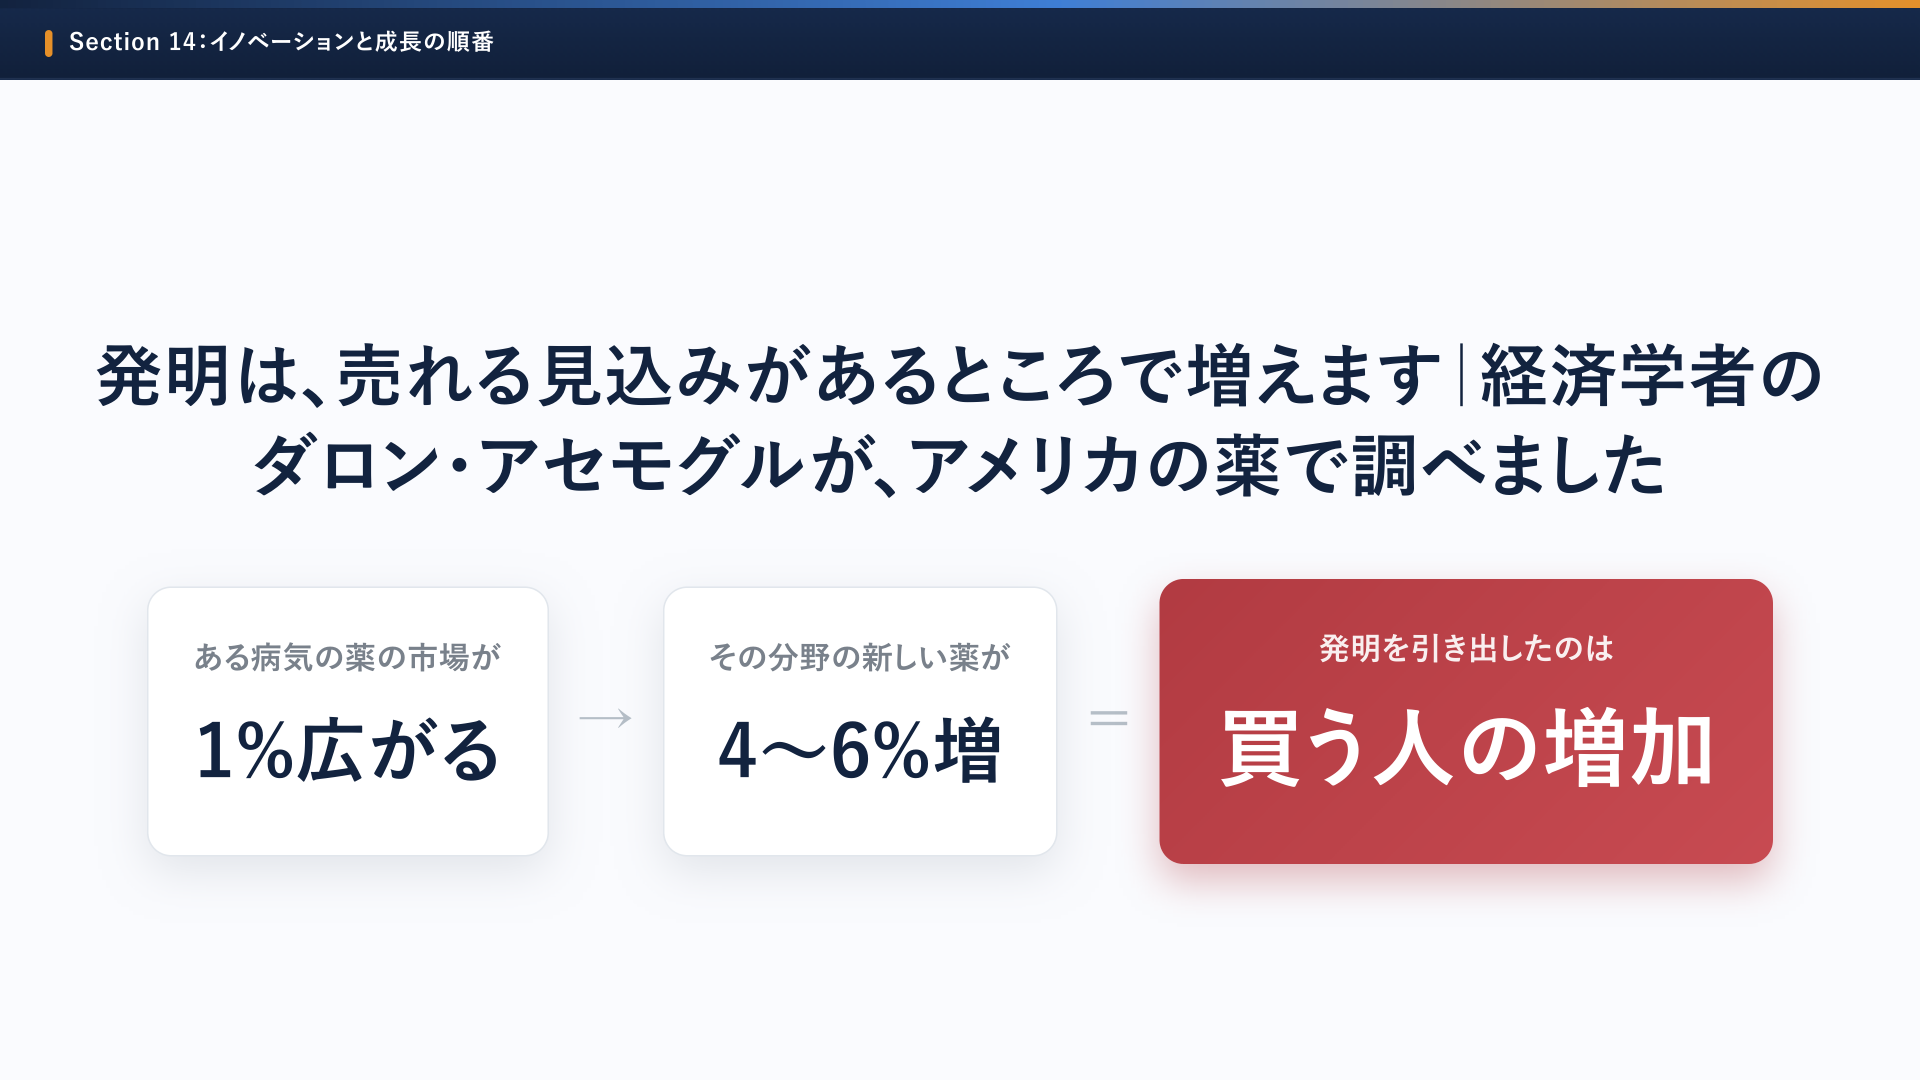 Section 14：イノベーションと成長の順番
発明は、売れる見込みがあるところで増えます｜経済学者の
ダロン・アセモグルが、アメリカの薬で調べました
ある病気の薬の市場が
1%広がる
→
その分野の新しい薬が
4〜6%増
＝
発明を引き出したのは
買う人の増加